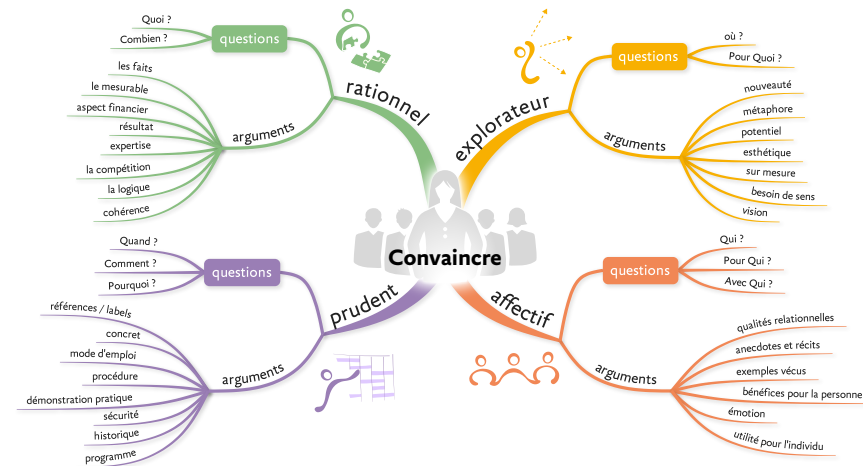 Convaincre
rationnel
questions
Quoi ?
Combien ?
arguments
les faits
le mesurable
aspect financier
résultat
expertise
la compétition
la logique
cohérence
explorateur
questions
où ?
Pour Quoi ?
arguments
nouveauté
métaphore
potentiel
esthétique
sur mesure
besoin de sens
vision
prudent
questions
Quand ?
Comment ?
Pourquoi ?
arguments
références / labels
concret
mode d'emploi
procédure
démonstration pratique
sécurité
historique
programme
affectif
questions
Qui ?
Pour Qui ?
Avec Qui ?
arguments
qualités relationnelles
anecdotes et récits
exemples vécus
bénéfices pour la personne
émotion
utilité pour l'individu